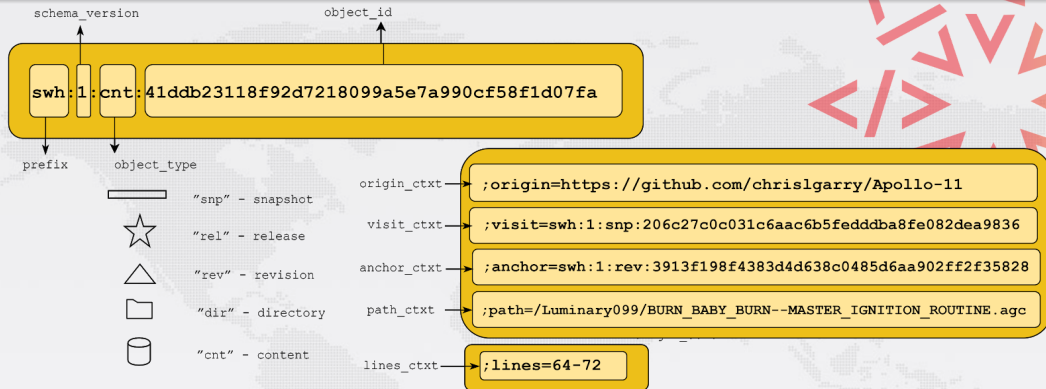 schema_version
object_id
swh:1:cnt:41ddb23118f92d7218099a5e7a990cf58f1d07fa
prefix
object_type
"snp" - snapshot
"rel" - release
"rev" - revision
"dir" - directory
"cnt" - content
origin_ctxt
;origin=https://github.com/chrislgarry/Apollo-11
visit_ctxt
;visit=swh:1:snp:206c27c0c031c6aac6b5fedddba8fe082dea9836
anchor_ctxt
;anchor=swh:1:rev:3913f198f4383d4d638c0485d6aa902ff2f35828
path_ctxt
;path=/Luminary099/BURN_BABY_BURN--MASTER_IGNITION_ROUTINE.agc
lines_ctxt
;lines=64-72